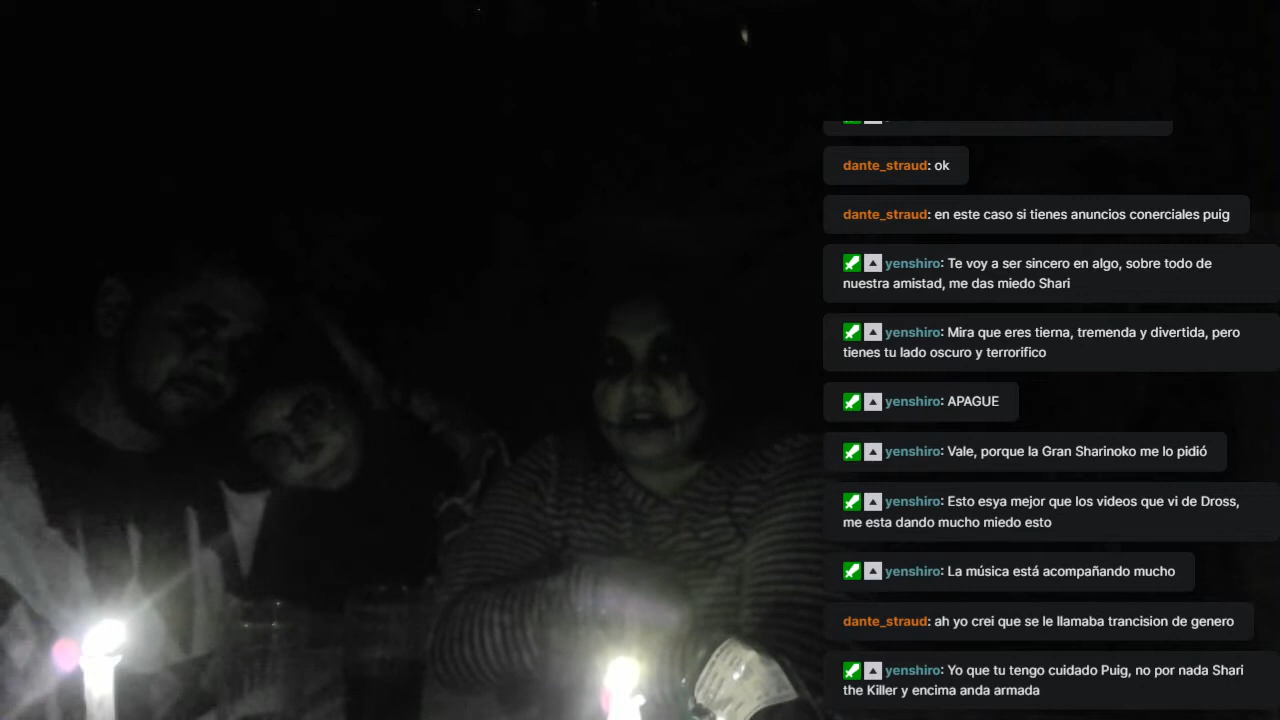 dante_straud: ok
dante_straud: en este caso si tienes anuncios conerciales puig
yenshiro: Te voy a ser sincero en algo, sobre todo de
nuestra amistad, me das miedo Shari
yenshiro: Mira que eres tierna, tremenda y divertida, pero
tienes tu lado oscuro y terrorifico
yenshiro: APAGUE
yenshiro: Vale, porque la Gran Sharinoko me lo pidió
yenshiro: Esto esya mejor que los videos que vi de Dross,
me esta dando mucho miedo esto
yenshiro: La música está acompañando mucho
dante_straud: ah yo crei que se le llamaba trancision de genero
yenshiro: Yo que tu tengo cuidado Puig, no por nada Shari
the Killer y encima anda armada